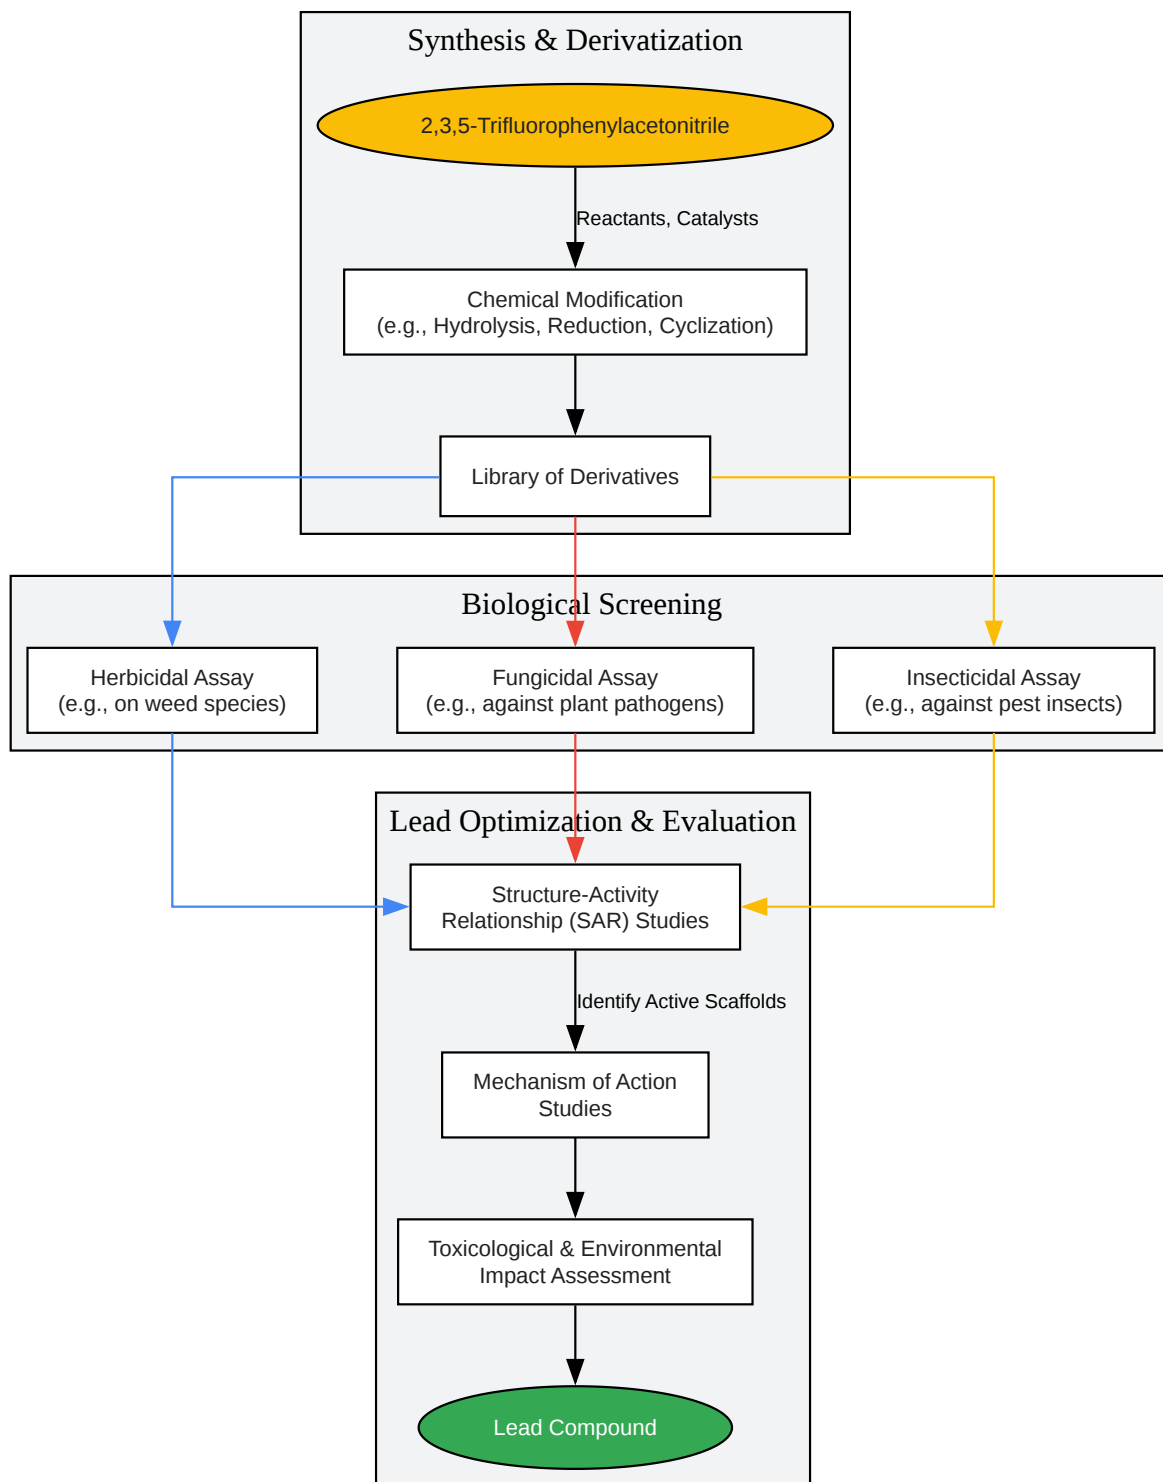 Synthesis & Derivatization
2,3,5-Trifluorophenylacetonitrile
Reactants, Catalysts
Chemical Modification
(e.g., Hydrolysis, Reduction, Cyclization)
Library of Derivatives
Biological Screening
Herbicidal Assay
(e.g., on weed species)
Fungicidal Assay
(e.g., against plant pathogens)
Insecticidal Assay
(e.g., against pest insects)
Lead Optimization & Evaluation
Structure-Activity
Relationship (SAR) Studies
Identify Active Scaffolds
Mechanism of Action
Studies
Toxicological & Environmental
Impact Assessment
Lead Compound